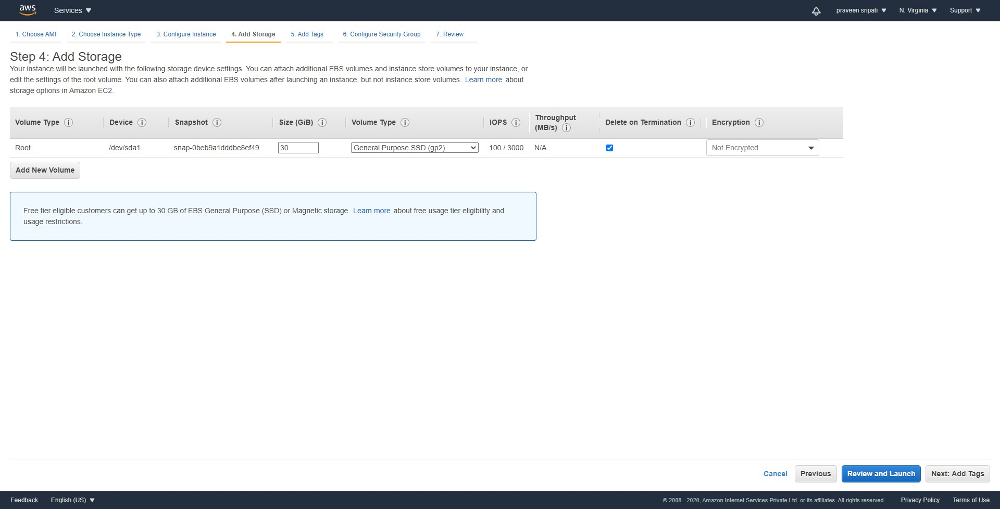 aws Services praveen sripati N. Virginia Support
1. Choose AMI 2. Choose Instance Type 3. Configure Instance 4. Add Storage 5. Add Tags 6. Configure Security Group 7. Review
Step 4: Add Storage
Your instance will be launched with the following storage device settings. You can attach additional EBS volumes and instance store volumes to your instance, or
edit the settings of the root volume. You can also attach additional EBS volumes after launching an instance, but not instance store volumes. Learn more about
storage options in Amazon EC2.
Volume Type i Device i Snapshot i Size (GiB) i Volume Type i IOPS i Throughput
(MB/s) i Delete on Termination i Encryption i
Root /dev/sda1 snap-0beb9a1dddbe8ef49 30 General Purpose SSD (gp2) 100 / 3000 N/A Not Encrypted
Add New Volume
Free tier eligible customers can get up to 30 GB of EBS General Purpose (SSD) or Magnetic storage. Learn more about free usage tier eligibility and
usage restrictions.
Cancel Previous Review and Launch Next: Add Tags
Feedback English (US) © 2008 - 2020, Amazon Internet Services Private Ltd. or its affiliates. All rights reserved. Privacy Policy Terms of Use